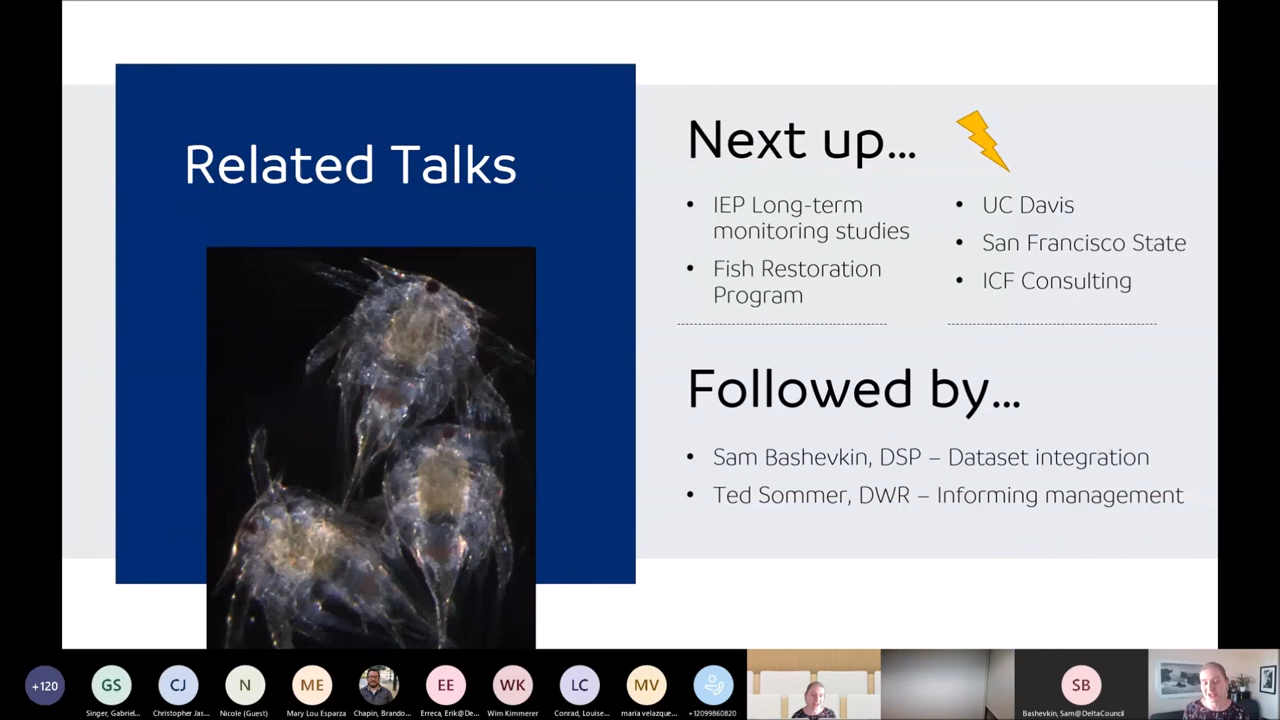 Related Talks
Next up...
• IEP Long-term
monitoring studies
• Fish Restoration
Program
• UC Davis
• San Francisco State
• ICF Consulting
Followed by...
• Sam Bashevkin, DSP – Dataset integration
• Ted Sommer, DWR – Informing management
+120
GS
CJ
N
ME
EE
WK
LC
MV
SB
Singer, Gabriel...
Christopher Jas...
Nicole (Guest)
Mary Lou Esparza
Chapin, Brando...
Erreca, Erik@De...
Wim Kimmerer
Conrad, Louise...
maria velazque...
+12099860820
Bashevkin, Sam@DeltaCouncil